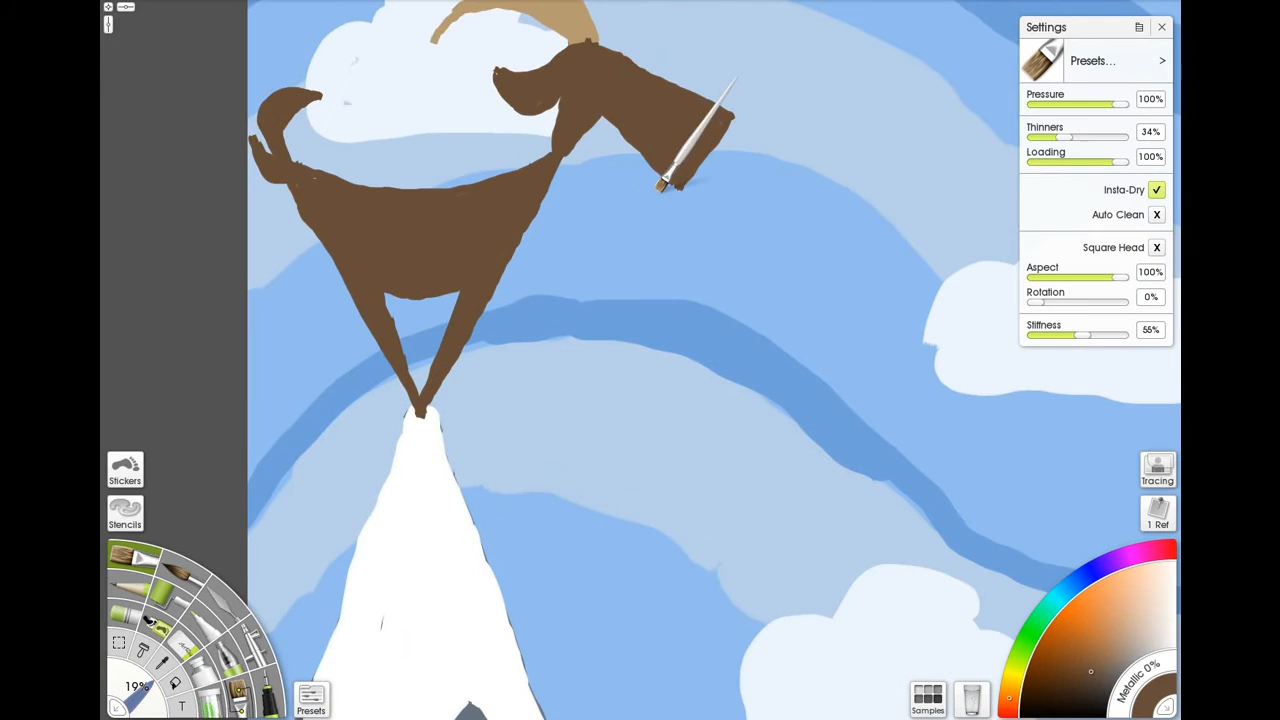 Settings
Presets... >
Pressure 100%
Thinners 34%
Loading 100%
Insta-Dry ✓
Auto Clean X
Square Head X
Aspect 100%
Rotation 0%
Stiffness 55%
Stickers
Stencils
Tracing
1 Ref
19%
T
Presets
Samples
Metallic 0%